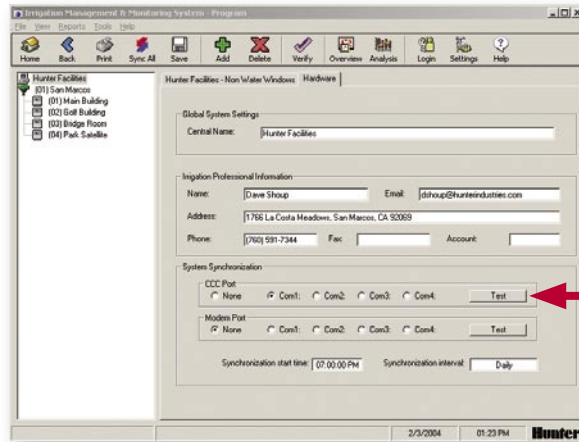 Irrigation Management & Monitoring System - Program
File View Reports Tools Help
Home Back Print Sync All Save Add Delete Verify Overview Analysis Login Settings Help
Hunter Facilities
(01) San Marcos
(01) Main Building
(02) Golf Building
(03) Bridge Room
(04) Park Satellite
Hunter Facilities - Non Water Windows Hardware
Global System Settings
Central Name: Hunter Facilities
Irrigation Professional Information
Name: Dave Shoup Email: dshoup@hunterindustries.com
Address: 1766 La Costa Meadows, San Marcos, CA 92069
Phone: (760) 591-7344 Fax: Account:
System Synchronization
CCC Port
None Com1: Com2: Com3: Com4: Test
Modem Port
None Com1: Com2: Com3: Com4: Test
Synchronization start time: 07:00:00 PM Synchronization interval: Daily
2/3/2004 01:23 PM Hunter